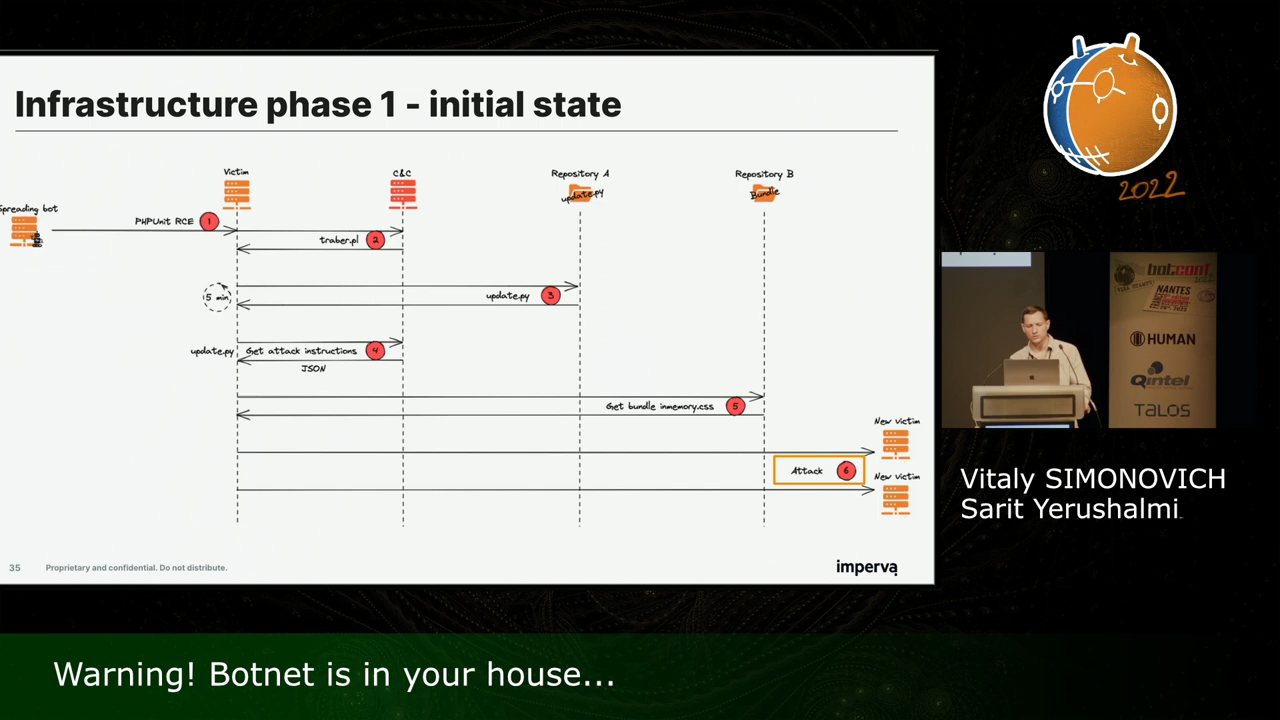 Infrastructure phase 1 - initial state
Victim
C&C
Repository A
update.py
Repository B
Bundle
Spreading bot
PHPUnit RCE
1
traber.pl
2
5 min
update.py
3
update.py
Get attack instructions
4
JSON
Get bundle inmemory.css
5
New victim
Attack
6
New victim
35
Proprietary and confidential. Do not distribute.
imperva
2022
botconf
NANTES
HUMAN
Qintel
TALOS
Vitaly SIMONOVICH
Sarit Yerushalmi
Warning! Botnet is in your house...